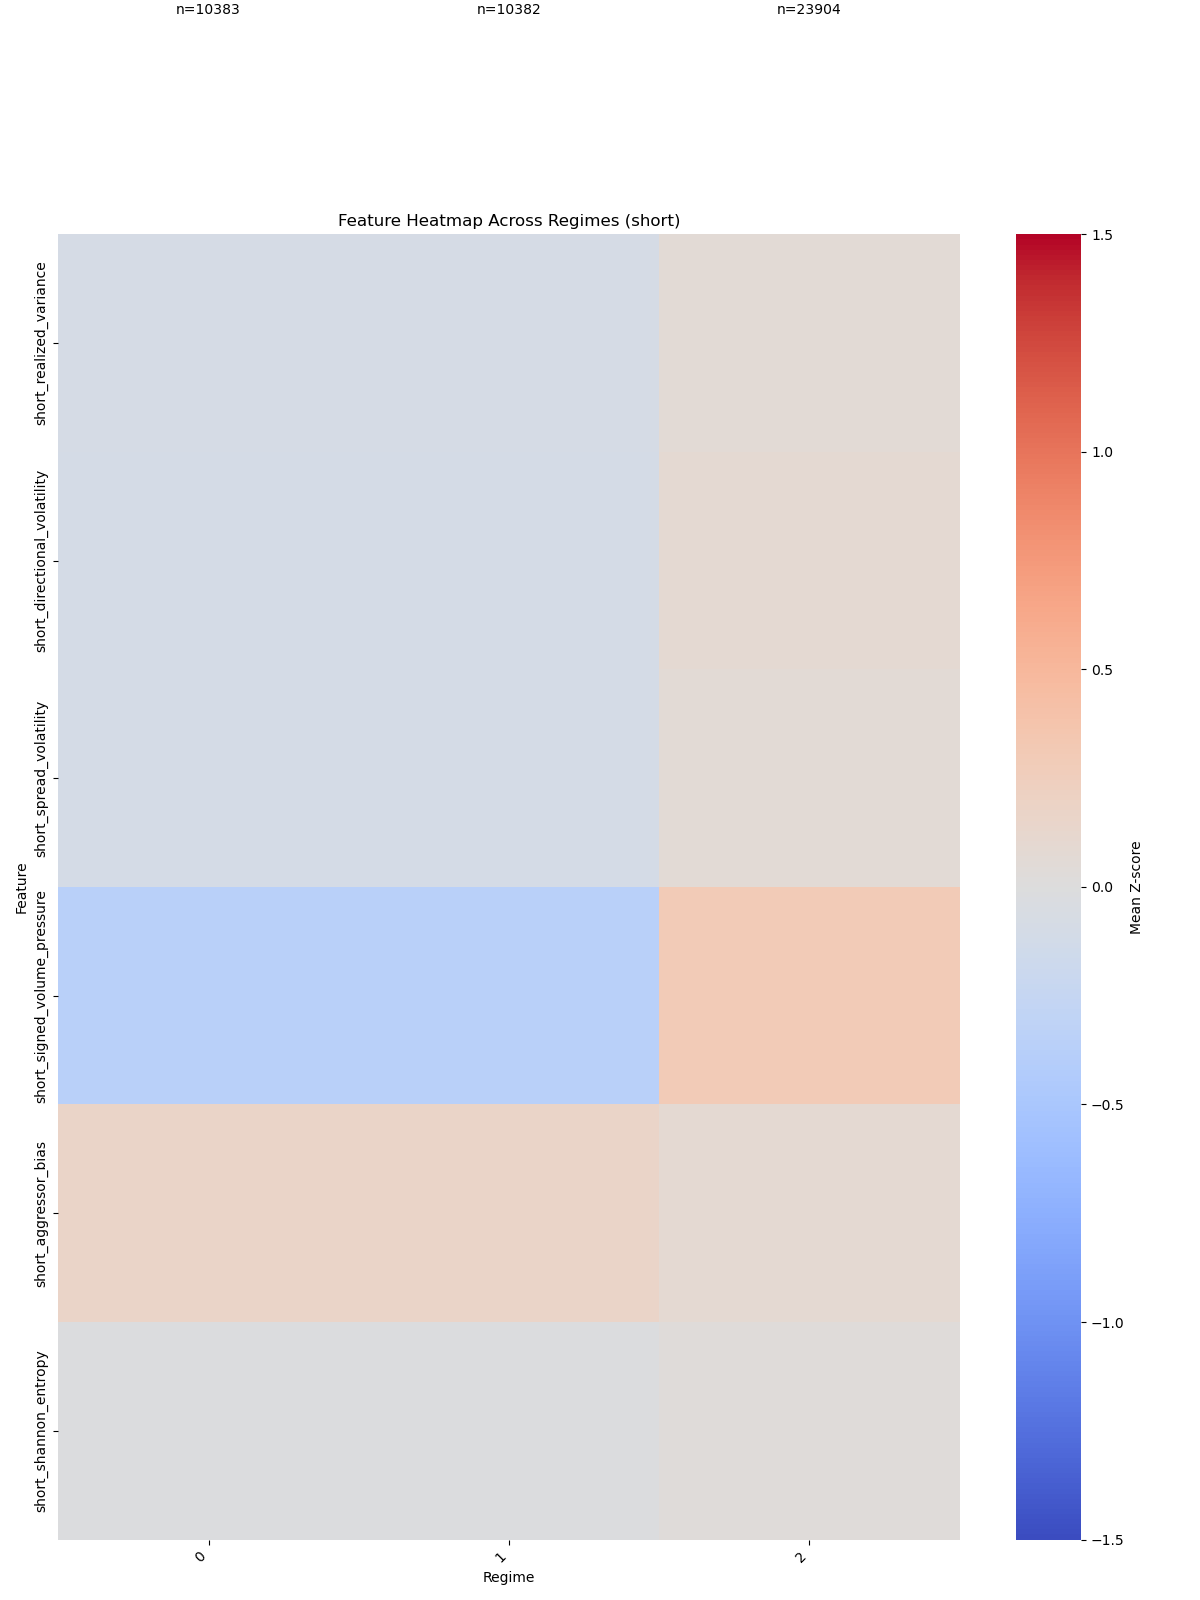 n=10383
n=10382
n=23904
Feature Heatmap Across Regimes (short)
short_realized_variance
short_directional_volatility
short_spread_volatility
short_signed_volume_pressure
short_aggressor_bias
short_shannon_entropy
Feature
0
1
2
Regime
1.5
1.0
0.5
0.0
−0.5
−1.0
−1.5
Mean Z-score